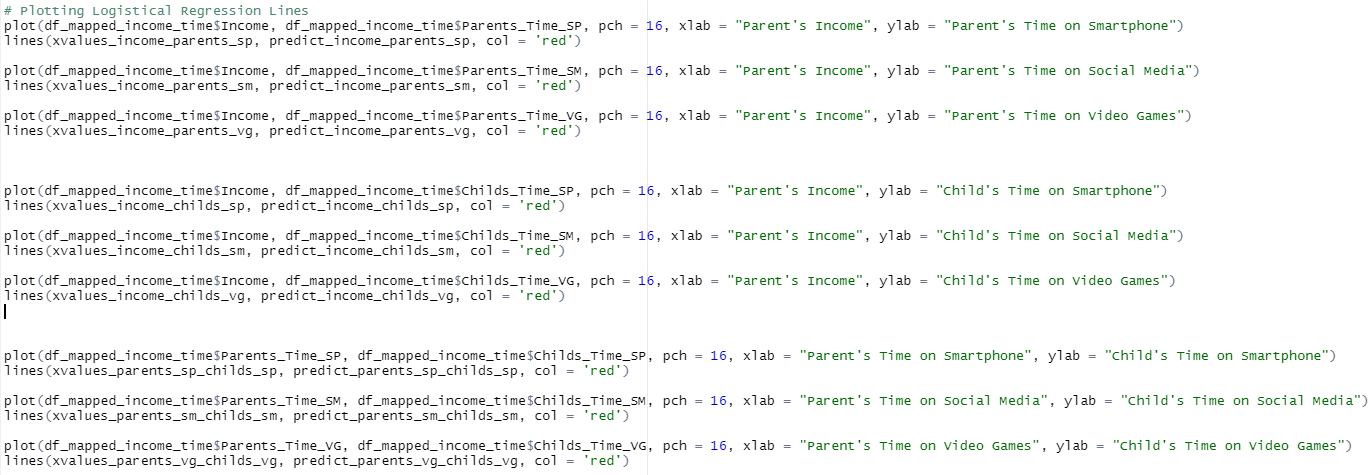 # Plotting Logistical Regression Lines
plot(df_mapped_income_time$Income, df_mapped_income_time$Parents_Time_SP, pch = 16, xlab = "Parent's Income", ylab = "Parent's Time on Smartphone")
lines(xvalues_income_parents_sp, predict_income_parents_sp, col = 'red')
plot(df_mapped_income_time$Income, df_mapped_income_time$Parents_Time_SM, pch = 16, xlab = "Parent's Income", ylab = "Parent's Time on Social Media")
lines(xvalues_income_parents_sm, predict_income_parents_sm, col = 'red')
plot(df_mapped_income_time$Income, df_mapped_income_time$Parents_Time_VG, pch = 16, xlab = "Parent's Income", ylab = "Parent's Time on Video Games")
lines(xvalues_income_parents_vg, predict_income_parents_vg, col = 'red')
plot(df_mapped_income_time$Income, df_mapped_income_time$Childs_Time_SP, pch = 16, xlab = "Parent's Income", ylab = "Child's Time on Smartphone")
lines(xvalues_income_childs_sp, predict_income_childs_sp, col = 'red')
plot(df_mapped_income_time$Income, df_mapped_income_time$Childs_Time_SM, pch = 16, xlab = "Parent's Income", ylab = "Child's Time on Social Media")
lines(xvalues_income_childs_sm, predict_income_childs_sm, col = 'red')
plot(df_mapped_income_time$Income, df_mapped_income_time$Childs_Time_VG, pch = 16, xlab = "Parent's Income", ylab = "Child's Time on Video Games")
lines(xvalues_income_childs_vg, predict_income_childs_vg, col = 'red')
plot(df_mapped_income_time$Parents_Time_SP, df_mapped_income_time$Childs_Time_SP, pch = 16, xlab = "Parent's Time on Smartphone", ylab = "Child's Time on Smartphone")
lines(xvalues_parents_sp_childs_sp, predict_parents_sp_childs_sp, col = 'red')
plot(df_mapped_income_time$Parents_Time_SM, df_mapped_income_time$Childs_Time_SM, pch = 16, xlab = "Parent's Time on Social Media", ylab = "Child's Time on Social Media")
lines(xvalues_parents_sm_childs_sm, predict_parents_sm_childs_sm, col = 'red')
plot(df_mapped_income_time$Parents_Time_VG, df_mapped_income_time$Childs_Time_VG, pch = 16, xlab = "Parent's Time on Video Games", ylab = "Child's Time on Video Games")
lines(xvalues_parents_vg_childs_vg, predict_parents_vg_childs_vg, col = 'red')